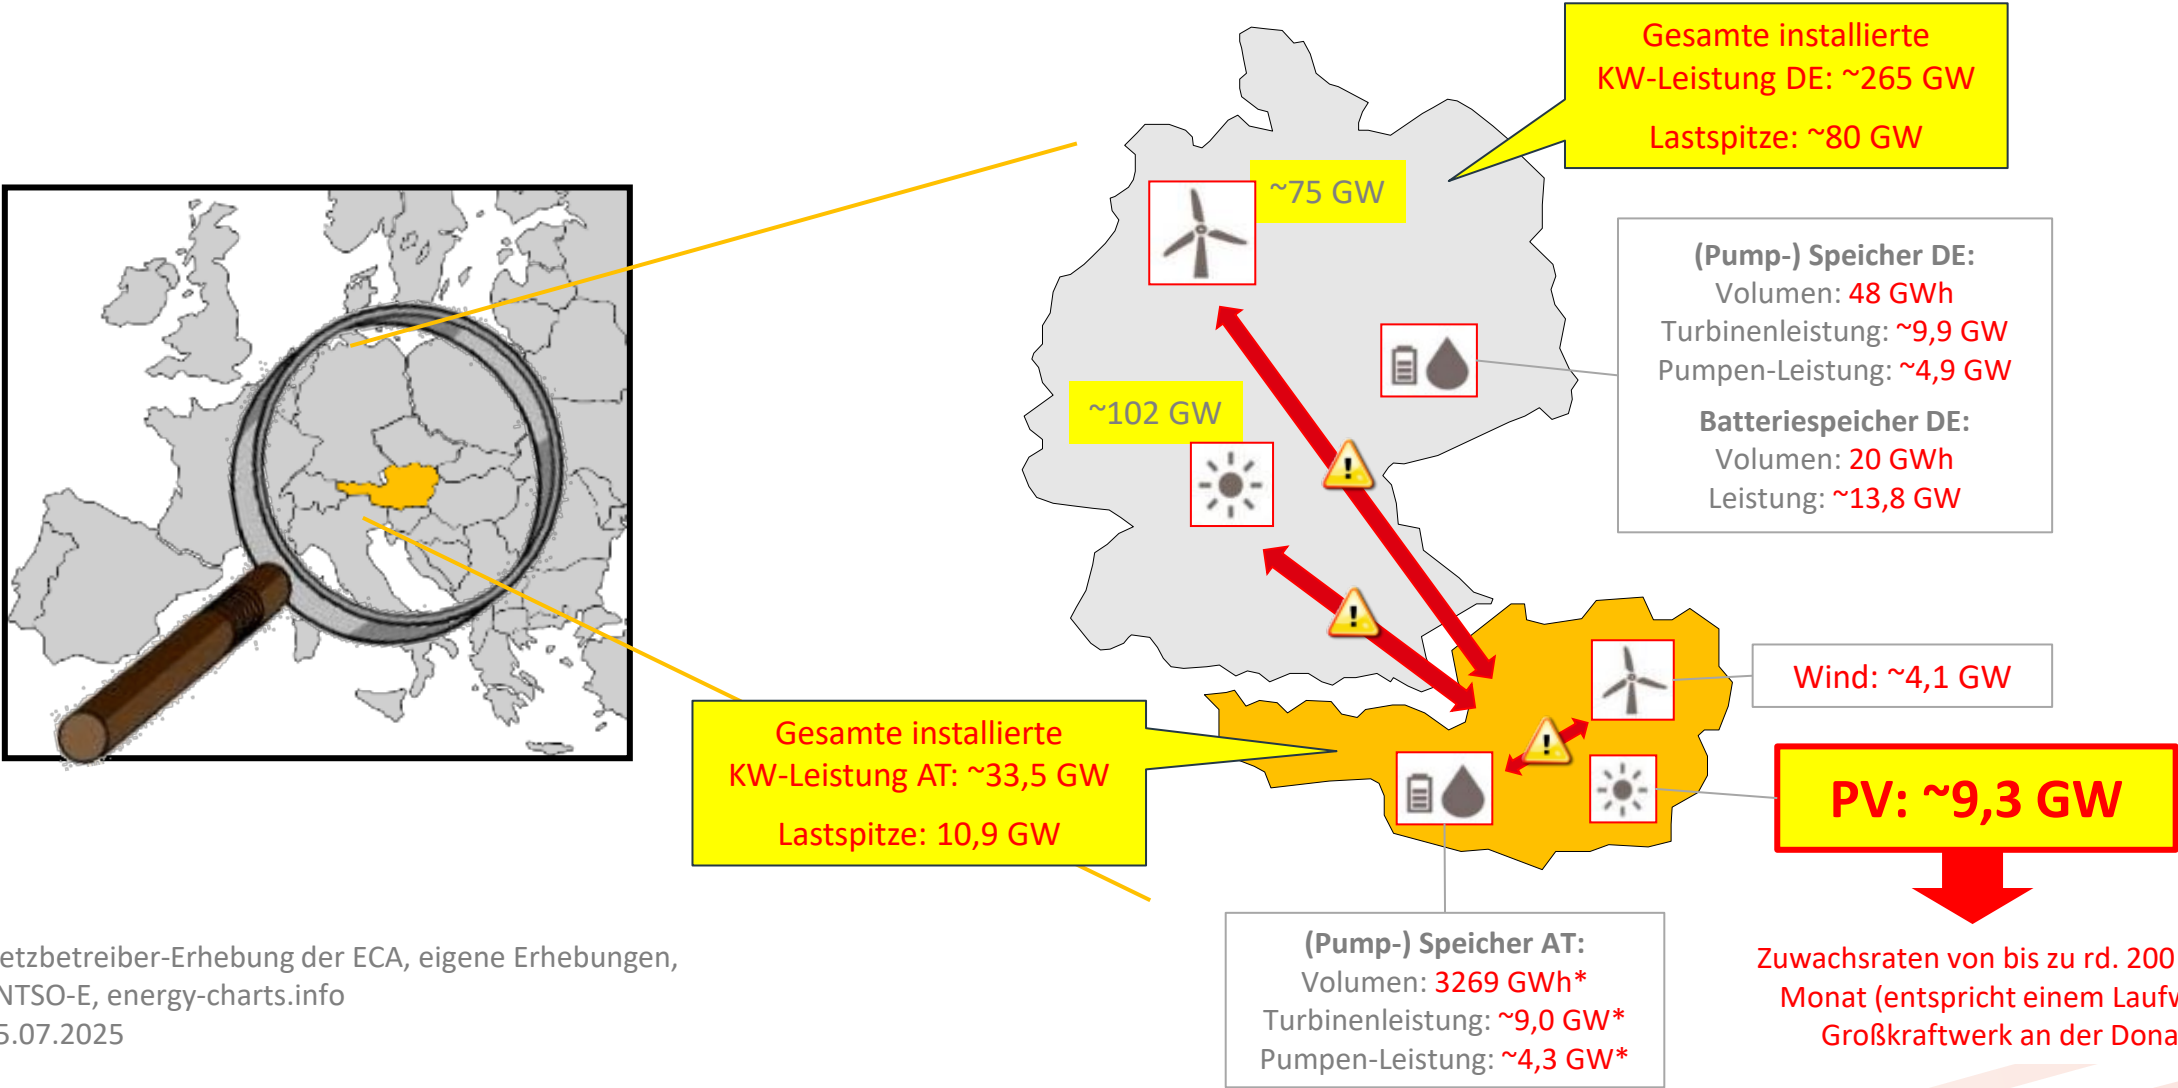 Gesamte installierte
KW-Leistung DE: ~265 GW
Lastspitze: ~80 GW
~75 GW
(Pump-) Speicher DE:
Volumen: 48 GWh
Turbinenleistung: ~9,9 GW
Pumpen-Leistung: ~4,9 GW
Batteriespeicher DE:
Volumen: 20 GWh
Leistung: ~13,8 GW
~102 GW
Wind: ~4,1 GW
Gesamte installierte
KW-Leistung AT: ~33,5 GW
Lastspitze: 10,9 GW
PV: ~9,3 GW
(Pump-) Speicher AT:
Volumen: 3269 GWh*
Turbinenleistung: ~9,0 GW*
Pumpen-Leistung: ~4,3 GW*
Zuwachsraten von bis zu rd. 200
Monat (entspricht einem Laufw
Großkraftwerk an der Dona
etzbetreiber-Erhebung der ECA, eigene Erhebungen,
NTSO-E, energy-charts.info
5.07.2025